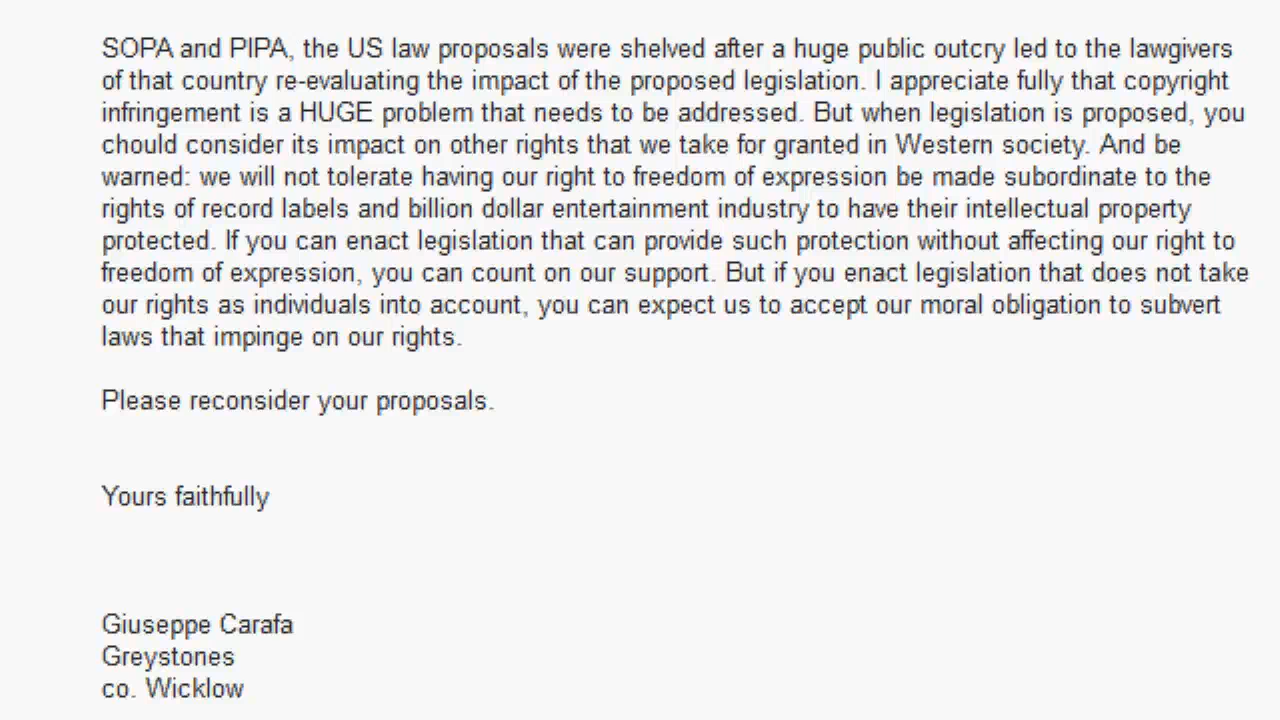 SOPA and PIPA, the US law proposals were shelved after a huge public outcry led to the lawgivers
of that country re-evaluating the impact of the proposed legislation. I appreciate fully that copyright
infringement is a HUGE problem that needs to be addressed. But when legislation is proposed, you
chould consider its impact on other rights that we take for granted in Western society. And be
warned: we will not tolerate having our right to freedom of expression be made subordinate to the
rights of record labels and billion dollar entertainment industry to have their intellectual property
protected. If you can enact legislation that can provide such protection without affecting our right to
freedom of expression, you can count on our support. But if you enact legislation that does not take
our rights as individuals into account, you can expect us to accept our moral obligation to subvert
laws that impinge on our rights.
Please reconsider your proposals.
Yours faithfully
Giuseppe Carafa
Greystones
co. Wicklow